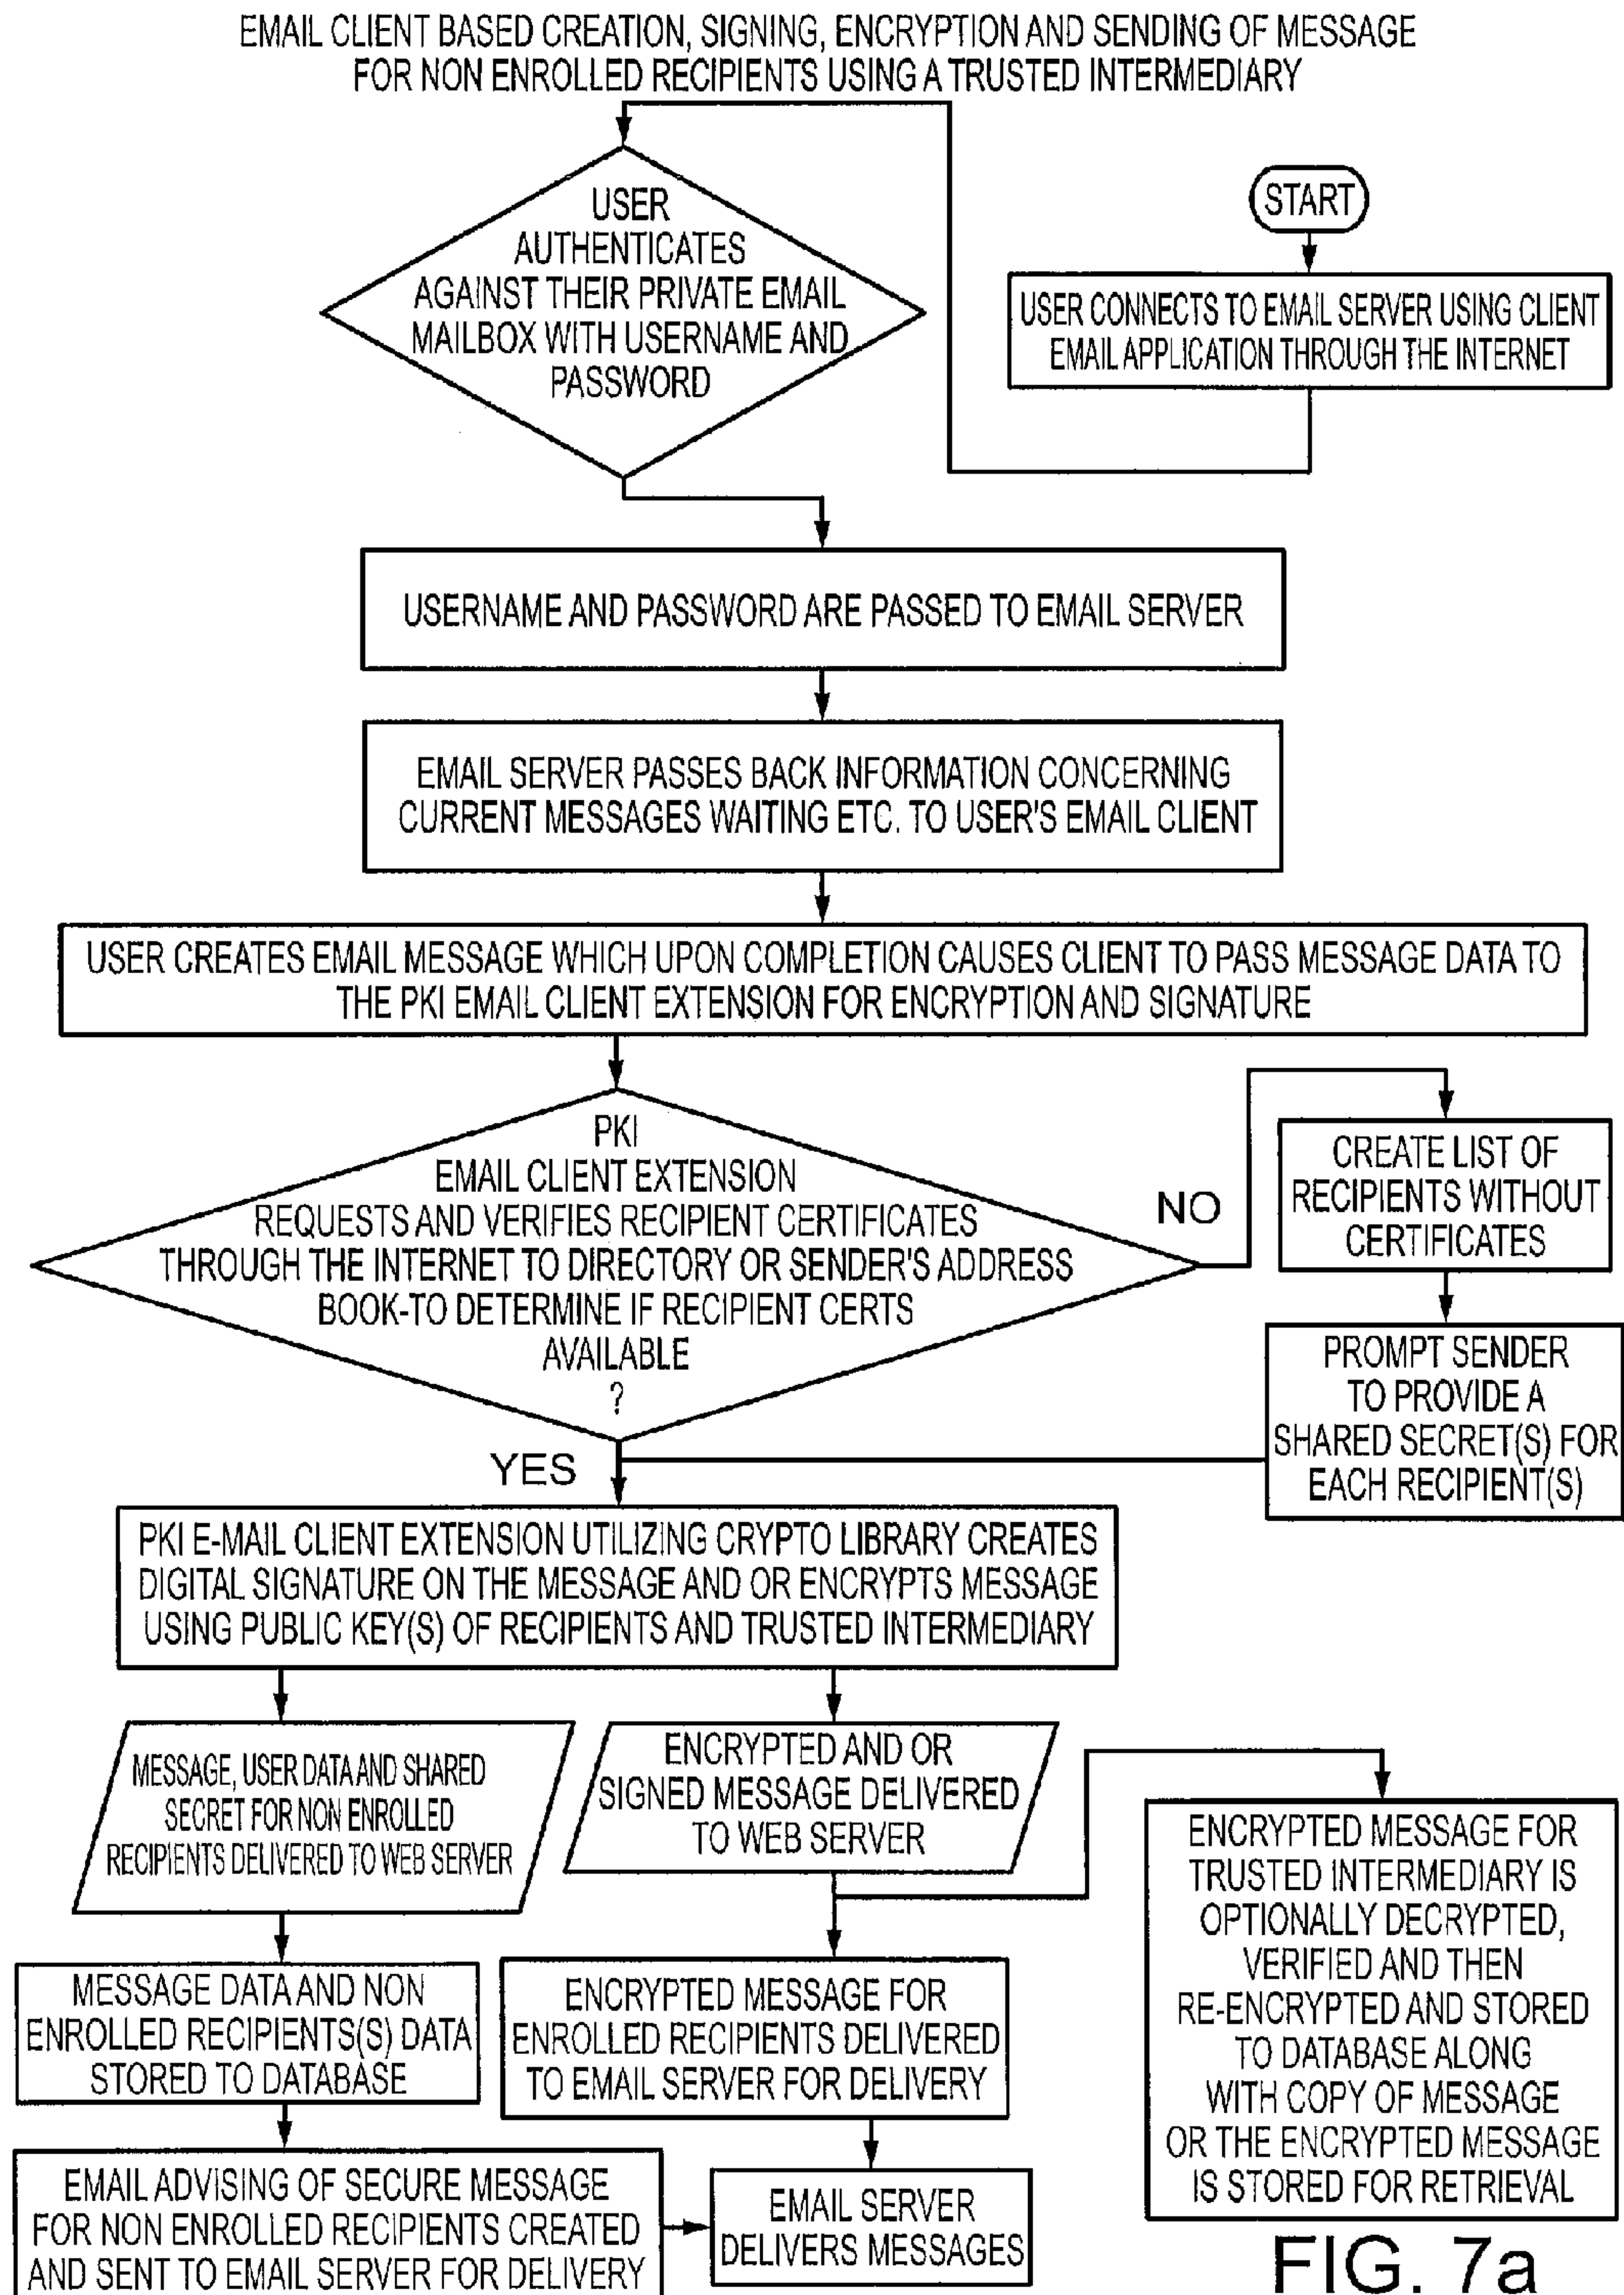 EMAIL CLIENT BASED CREATION, SIGNING, ENCRYPTION AND SENDING OF MESSAGE
FOR NON ENROLLED RECIPIENTS USING A TRUSTED INTERMEDIARY
START
USER CONNECTS TO EMAIL SERVER USING CLIENT
EMAIL APPLICATION THROUGH THE INTERNET
USER
AUTHENTICATES
AGAINST THEIR PRIVATE EMAIL
MAILBOX WITH USERNAME AND
PASSWORD
USERNAME AND PASSWORD ARE PASSED TO EMAIL SERVER
EMAIL SERVER PASSES BACK INFORMATION CONCERNING
CURRENT MESSAGES WAITING ETC. TO USER'S EMAIL CLIENT
USER CREATES EMAIL MESSAGE WHICH UPON COMPLETION CAUSES CLIENT TO PASS MESSAGE DATA TO
THE PKI EMAIL CLIENT EXTENSION FOR ENCRYPTION AND SIGNATURE
PKI
EMAIL CLIENT EXTENSION
REQUESTS AND VERIFIES RECIPIENT CERTIFICATES
THROUGH THE INTERNET TO DIRECTORY OR SENDER'S ADDRESS
BOOK-TO DETERMINE IF RECIPIENT CERTS
AVAILABLE
?
NO
CREATE LIST OF
RECIPIENTS WITHOUT
CERTIFICATES
PROMPT SENDER
TO PROVIDE A
SHARED SECRET(S) FOR
EACH RECIPIENT(S)
YES
PKI E-MAIL CLIENT EXTENSION UTILIZING CRYPTO LIBRARY CREATES
DIGITAL SIGNATURE ON THE MESSAGE AND OR ENCRYPTS MESSAGE
USING PUBLIC KEY(S) OF RECIPIENTS AND TRUSTED INTERMEDIARY
MESSAGE, USER DATA AND SHARED
SECRET FOR NON ENROLLED
RECIPIENTS DELIVERED TO WEB SERVER
ENCRYPTED AND OR
SIGNED MESSAGE DELIVERED
TO WEB SERVER
ENCRYPTED MESSAGE FOR
TRUSTED INTERMEDIARY IS
OPTIONALLY DECRYPTED,
VERIFIED AND THEN
RE-ENCRYPTED AND STORED
TO DATABASE ALONG
WITH COPY OF MESSAGE
OR THE ENCRYPTED MESSAGE
IS STORED FOR RETRIEVAL
MESSAGE DATA AND NON
ENROLLED RECIPIENTS(S) DATA
STORED TO DATABASE
ENCRYPTED MESSAGE FOR
ENROLLED RECIPIENTS DELIVERED
TO EMAIL SERVER FOR DELIVERY
EMAIL ADVISING OF SECURE MESSAGE
FOR NON ENROLLED RECIPIENTS CREATED
AND SENT TO EMAIL SERVER FOR DELIVERY
EMAIL SERVER
DELIVERS MESSAGES
FIG. 7a